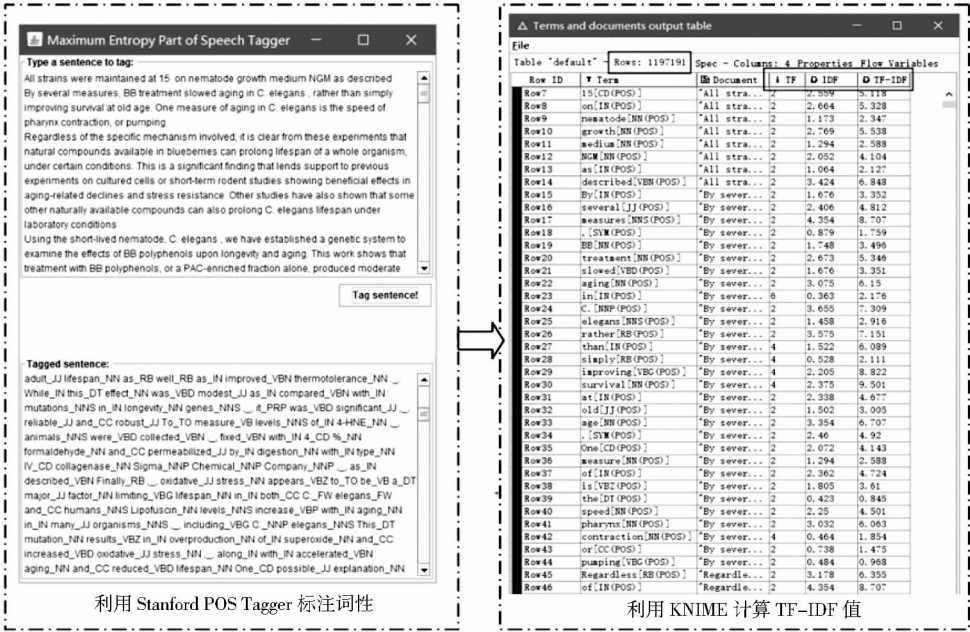 Maximum Entropy Part of Speech Tagger
Type a sentence to tag:
All strains were maintained at 15 on nematode growth medium NGM as described
By several measures, BB treatment slowed aging in C. elegans , rather than simply
improving survival at old age. One measure of aging in C. elegans is the speed of
pharynx contraction, or pumping
Regardless of the specific mechanism involved, it is clear from these experiments that
natural compounds available in blueberries can prolong lifespan of a whole organism,
under certain conditions. This is a significant finding that lends support to previous
experiments on cultured cells or short-term rodent studies showing beneficial effects in
aging-related declines and stress resistance. Other studies have also shown that some
other naturally available compounds can also prolong C. elegans lifespan under
laboratory conditions
Using the short-lived nematode, C. elegans , we have established a genetic system to
examine the effects of BB polyphenols upon longevity and aging. This work shows that
treatment with BB polyphenols, or a PAC-enriched fraction alone, produced moderate
Tag sentence!
Tagged sentence:
adult_JJ lifespan_NN as_RB well_RB as_IN improved_VBN thermotolerance_NN ._.
While_IN this_DT effect_NN was_VBD modest_JJ as_IN compared_VBN with_IN
mutations_NNS in_IN longevity_NN genes_NNS ._. it_PRP was_VBD significant_JJ ._.
reliable_JJ and_CC robust_JJ To_TO measure_VB levels_NNS of_IN 4-HNE_NN ._.
animals_NNS were_VBD collected_VBN ._. fixed_VBN with_IN 4_CD %_NN
formaldehyde_NN and_CC permeabilized_JJ by_IN digestion_NN with_IN type_NN
IV_CD collagenase_NN Sigma_NNP Chemical_NNP Company_NNP ._. as_IN
described_VBN Finally_RB ._. oxidative_JJ stress_NN appears_VBZ to_TO be_VB a_DT
major_JJ factor_NN limiting_VBG lifespan_NN in_IN both_CC C._FW elegans_FW
and_CC humans_NNS Lipofuscin_NN levels_NNS increase_VBP with_IN aging_NN
in_IN many_JJ organisms_NNS ._. including_VBG C._NNP elegans_NNS This_DT
mutation_NN results_VBZ in_IN overproduction_NN of_IN superoxide_NN and_CC
increased_VBD oxidative_JJ stress_NN ._. along_IN with_IN accelerated_VBN
aging_NN and_CC reduced_VBD lifespan_NN One_CD possible_JJ explanation_NN
利用 Stanford POS Tagger 标注词性
Terms and documents output table
File
Table "default" - Rows: 1197191 Spec - Columns: 4 Properties Flow Variables
Row ID Term Document TF IDF TF-IDF
Row7 15[CD(POS)] "All stra... 2 2.559 5.118
Row8 on[IN(POS)] "All stra... 2 2.664 5.328
Row9 nematode[NN(POS)] "All stra... 2 1.173 2.347
Row10 growth[NN(POS)] "All stra... 2 2.769 5.538
Row11 medium[NN(POS)] "All stra... 2 1.294 2.588
Row12 NGM[NN(POS)] "All stra... 2 2.052 4.104
Row13 as[IN(POS)] "All stra... 2 1.064 2.127
Row14 described[VBN(POS)] "All stra... 2 3.424 6.848
Row15 By[IN(POS)] "By sever... 2 1.676 3.352
Row16 several[JJ(POS)] "By sever... 2 2.406 4.812
Row17 measures[NNS(POS)] "By sever... 2 4.354 8.707
Row18 .[SYM(POS)] "By sever... 2 0.879 1.759
Row19 BB[NN(POS)] "By sever... 2 1.748 3.496
Row20 treatment[NN(POS)] "By sever... 2 2.673 5.346
Row21 slowed[VBD(POS)] "By sever... 2 1.676 3.351
Row22 aging[NN(POS)] "By sever... 2 3.075 6.15
Row23 in[IN(POS)] "By sever... 6 0.363 2.176
Row24 C.[NNP(POS)] "By sever... 2 3.655 7.309
Row25 elegans[NNS(POS)] "By sever... 2 1.458 2.916
Row26 rather[RB(POS)] "By sever... 2 3.575 7.151
Row27 than[IN(POS)] "By sever... 4 1.522 6.089
Row28 simply[RB(POS)] "By sever... 4 0.528 2.111
Row29 improving[VBG(POS)] "By sever... 4 2.205 8.822
Row30 survival[NN(POS)] "By sever... 4 2.375 9.501
Row31 at[IN(POS)] "By sever... 2 2.338 4.677
Row32 old[JJ(POS)] "By sever... 2 1.502 3.005
Row33 age[NN(POS)] "By sever... 2 3.354 6.707
Row34 .[SYM(POS)] "By sever... 2 2.46 4.92
Row35 One[CD(POS)] "By sever... 2 2.072 4.143
Row36 measure[NN(POS)] "By sever... 2 1.294 2.588
Row37 of[IN(POS)] "By sever... 2 2.362 4.724
Row38 is[VBZ(POS)] "By sever... 2 1.805 3.61
Row39 the[DT(POS)] "By sever... 2 0.423 0.845
Row40 speed[NN(POS)] "By sever... 2 2.25 4.501
Row41 pharynx[NN(POS)] "By sever... 2 3.032 6.063
Row42 contraction[NN(POS)] "By sever... 4 0.464 1.854
Row43 or[CC(POS)] "By sever... 2 0.738 1.475
Row44 pumping[VBG(POS)] "By sever... 2 0.484 0.968
Row45 Regardless[RB(POS)] "Regardle... 2 3.178 6.355
Row46 of[IN(POS)] "Regardle... 2 4.354 8.707
利用 KNIME 计算 TF-IDF 值